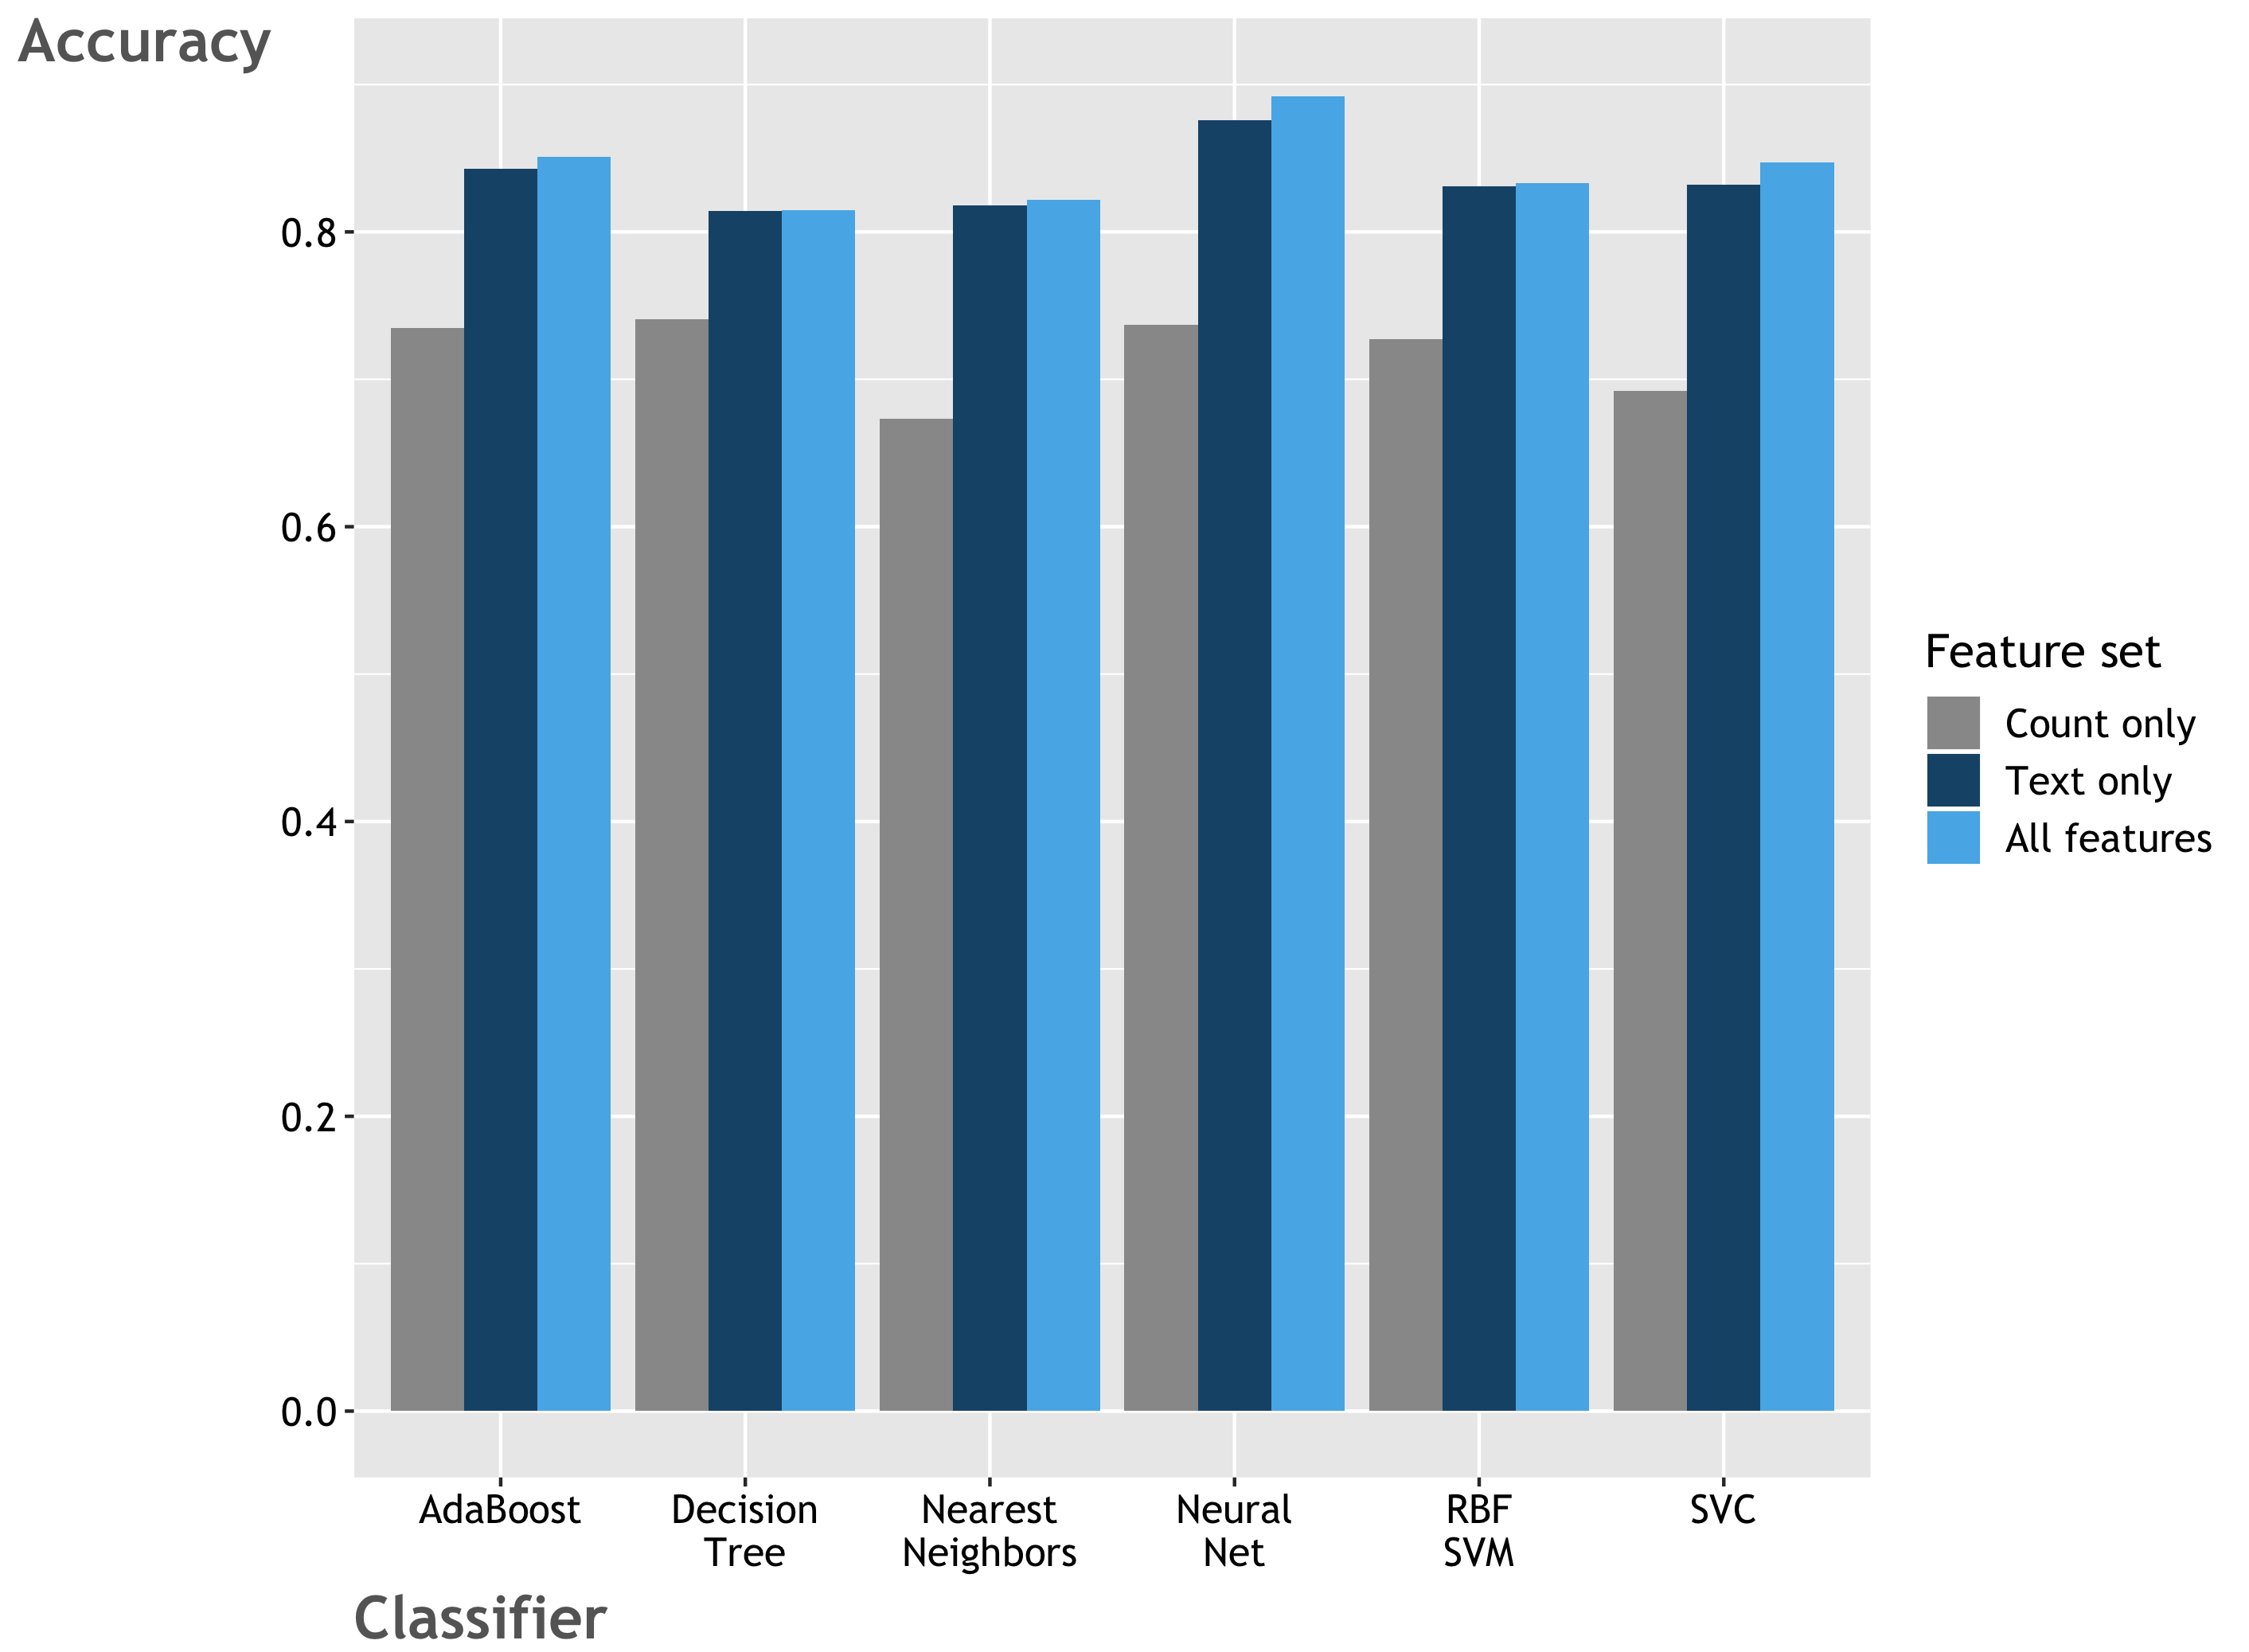 Accuracy
0.8
0.6
0.4
0.2
0.0
AdaBoost
Decision
Tree
Nearest
Neighbors
Neural
Net
RBF
SVM
SVC
Classifier
Feature set
Count only
Text only
All features